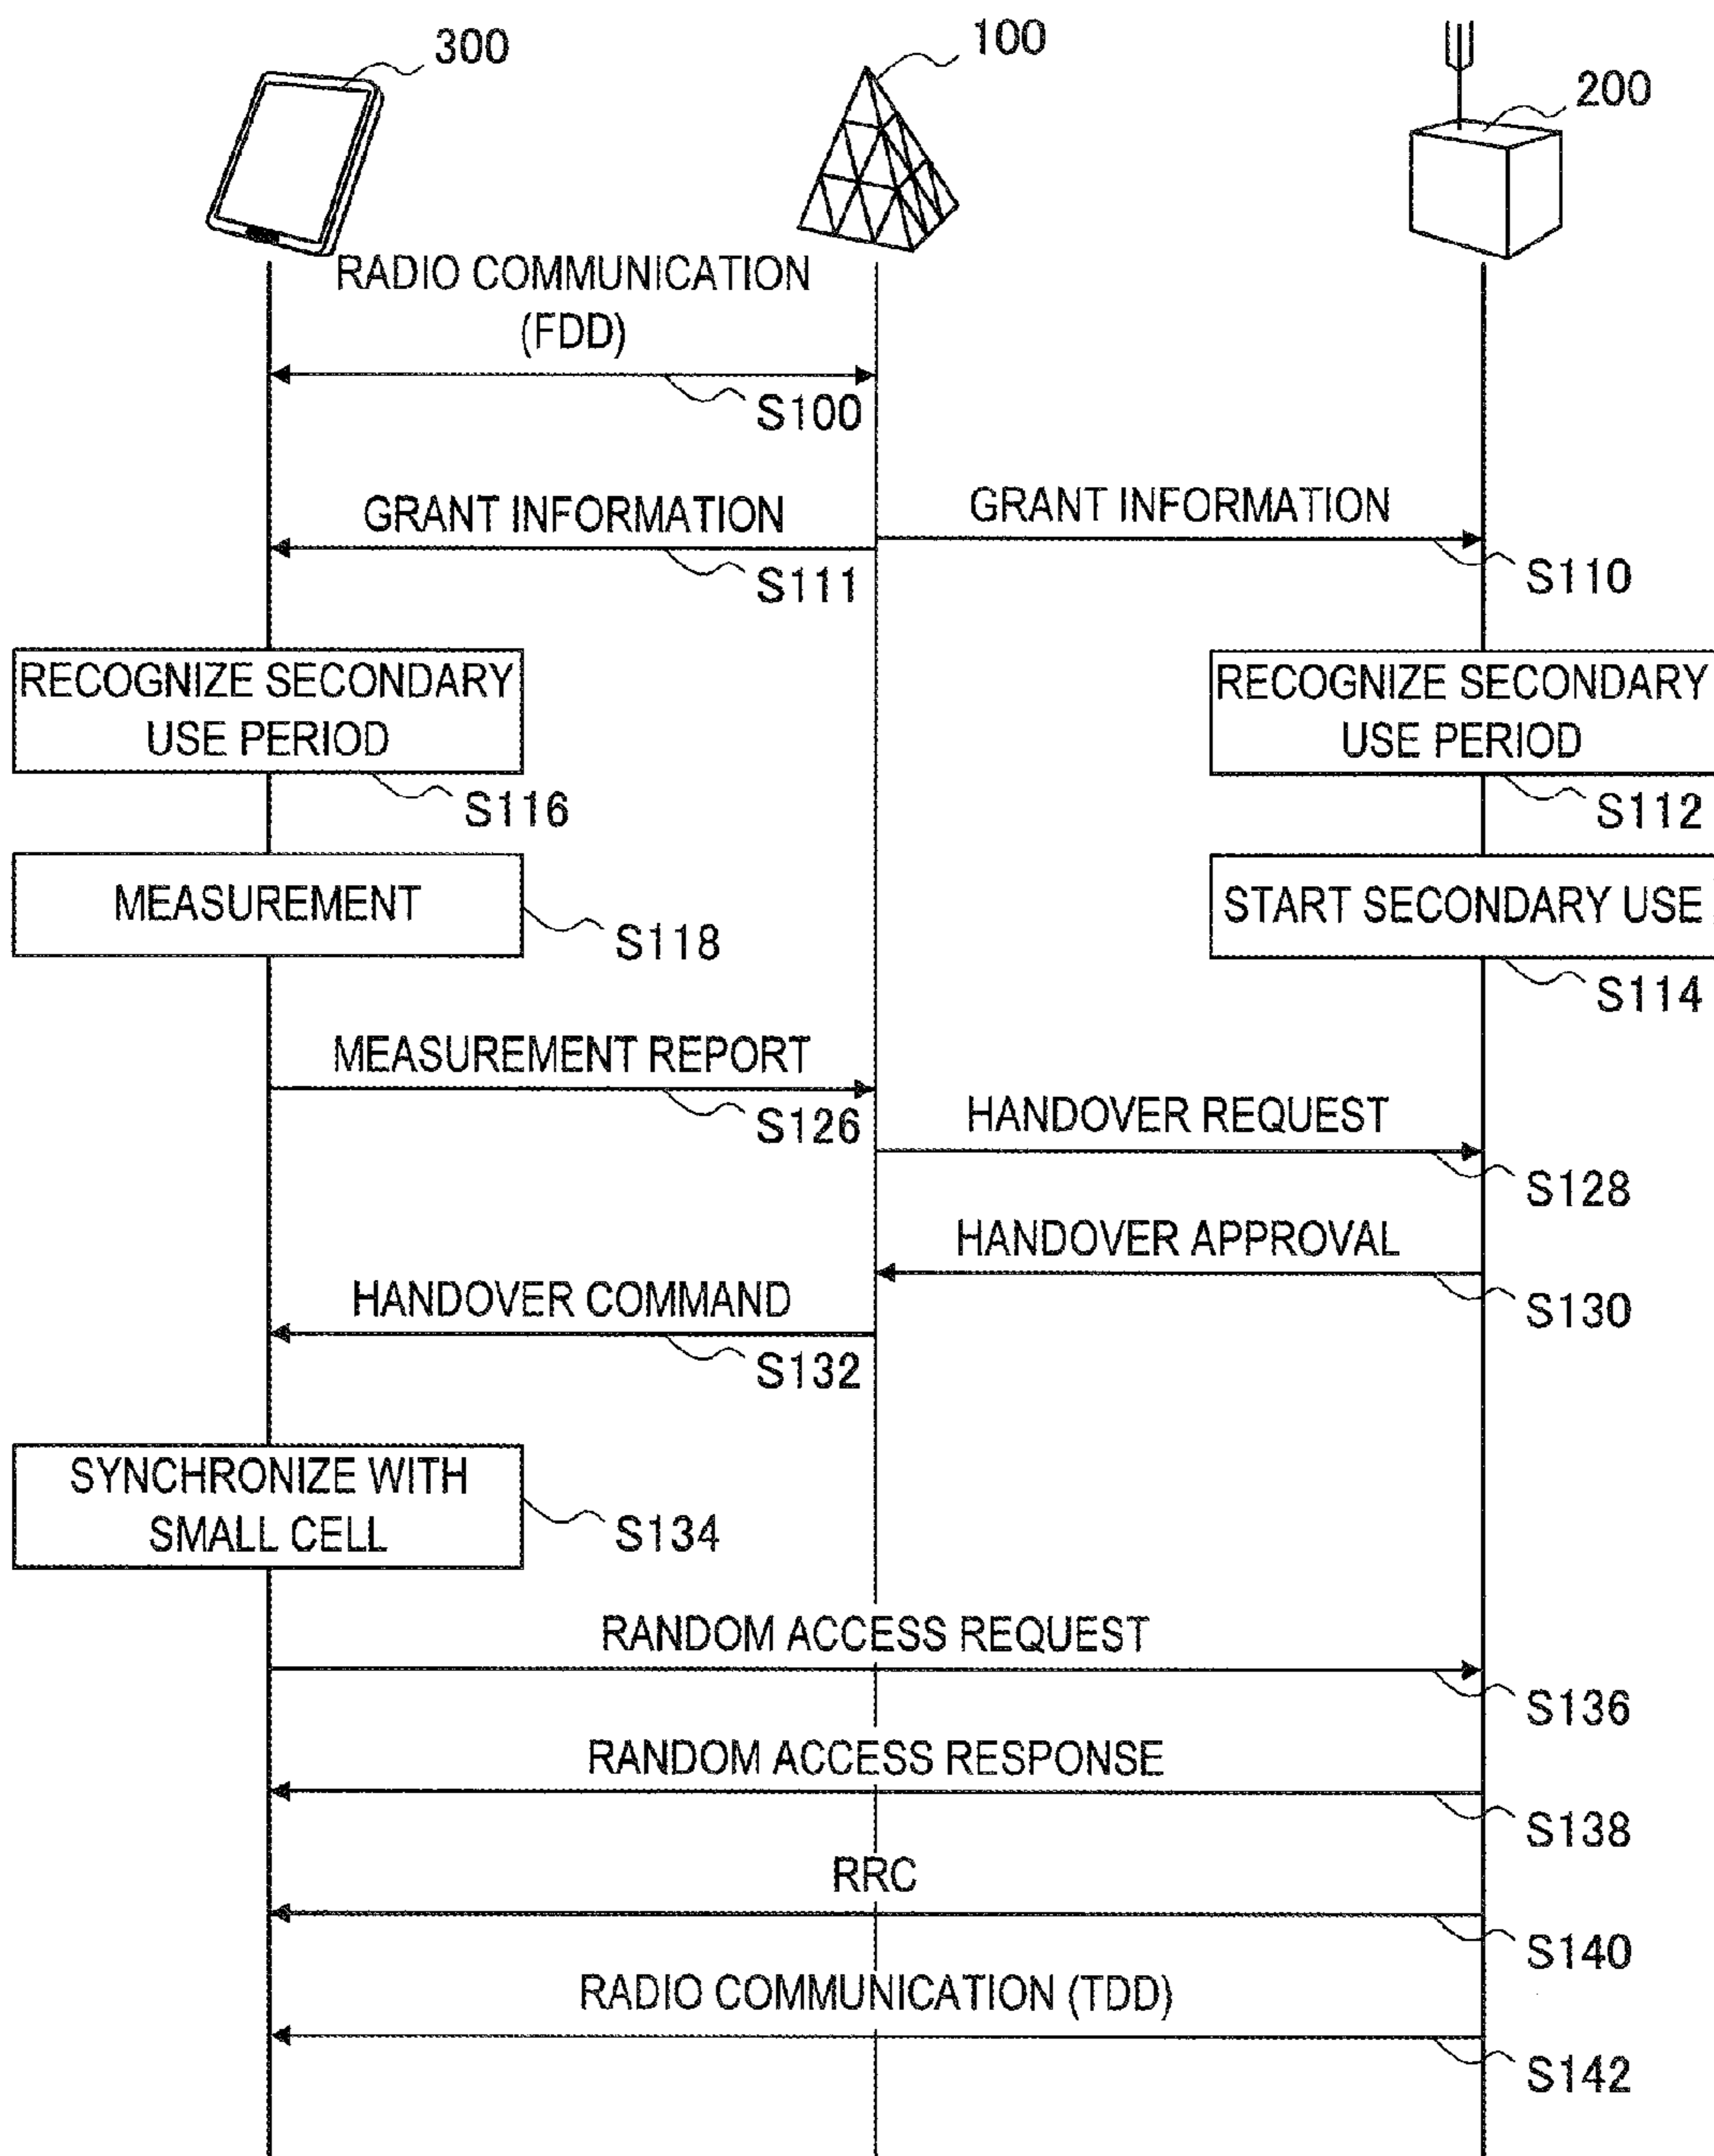 300
100
200
RADIO COMMUNICATION
(FDD)
S100
GRANT INFORMATION
GRANT INFORMATION
S111
S110
RECOGNIZE SECONDARY
USE PERIOD
RECOGNIZE SECONDARY
USE PERIOD
S116
S112
MEASUREMENT
START SECONDARY USE
S118
S114
MEASUREMENT REPORT
S126
HANDOVER REQUEST
S128
HANDOVER APPROVAL
S130
HANDOVER COMMAND
S132
SYNCHRONIZE WITH
SMALL CELL
S134
RANDOM ACCESS REQUEST
S136
RANDOM ACCESS RESPONSE
S138
RRC
S140
RADIO COMMUNICATION (TDD)
S142